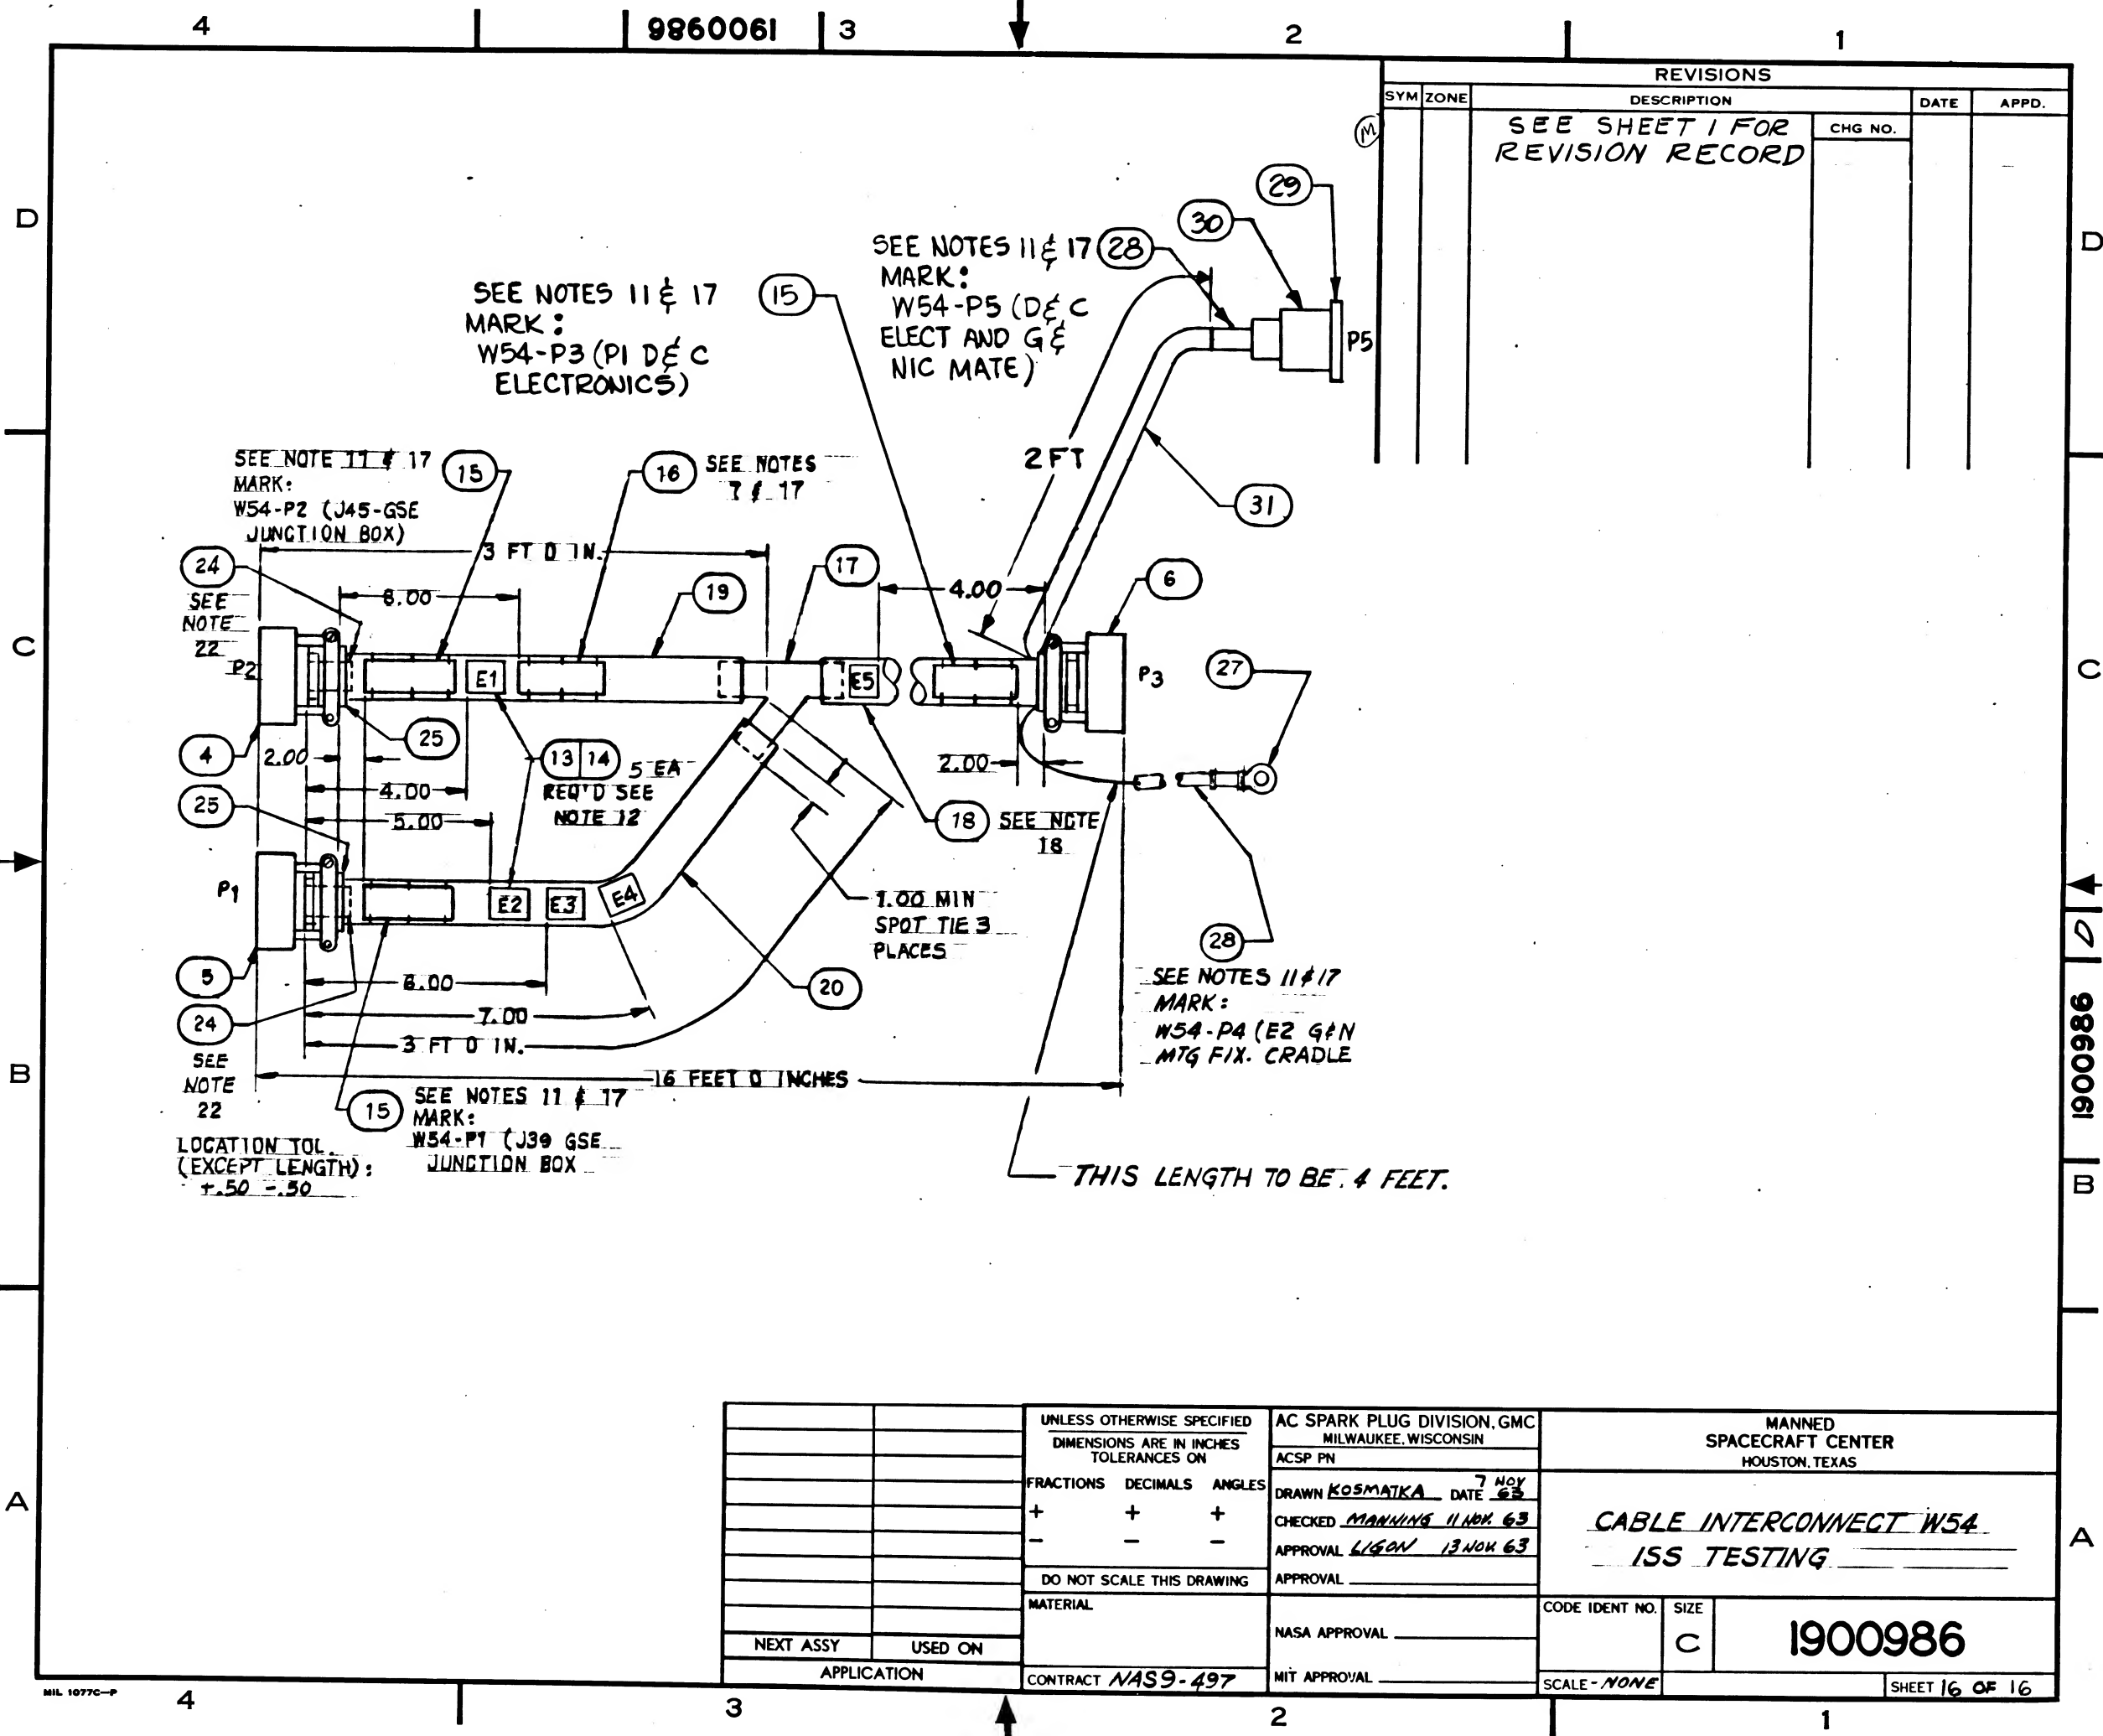 4
1900986
3
2
1
REVISIONS
SYM ZONE DESCRIPTION DATE APPD.
SEE SHEET 1 FOR
REVISION RECORD
CHG NO.
M
D
D
29
30
SEE NOTES 11 & 17 28
MARK:
W54-P5 (D & C
ELECT AND G &
NIC MATE)
P5
SEE NOTES 11 & 17
MARK:
W54-P3 (P1 D & C
ELECTRONICS)
15
2 FT
31
SEE NOTE 11 & 17
MARK:
W54-P2 (J45-GSE
JUNCTION BOX)
15
16
SEE NOTES
7 & 17
3 FT 0 IN.
24
SEE
NOTE
22
8.00
19
17
4.00
6
C
C
P2
E1
E5
P3
27
4
2.00
25
13 14 5 EA
REQ'D SEE
NOTE 12
4.00
5.00
25
2.00
18 SEE NOTE
18
P1
E2
E3
E4
1.00 MIN
SPOT TIE 3
PLACES
5
6.00
20
28
SEE NOTES 11 & 17
MARK:
W54-P4 (E2 G&N
MTG FIX. CRADLE
24
SEE
NOTE
22
7.00
3 FT 0 IN.
16 FEET 0 INCHES
15
SEE NOTES 11 & 17
MARK:
W54-P1 (J39 GSE
JUNCTION BOX
LOCATION TOL.
(EXCEPT LENGTH):
+.50 -.50
THIS LENGTH TO BE 4 FEET.
B
D
1900986
B
A
A
NEXT ASSY USED ON
APPLICATION
UNLESS OTHERWISE SPECIFIED
DIMENSIONS ARE IN INCHES
TOLERANCES ON
FRACTIONS DECIMALS ANGLES
+ + +
- - -
DO NOT SCALE THIS DRAWING
MATERIAL
CONTRACT NAS9-497
AC SPARK PLUG DIVISION, GMC
MILWAUKEE, WISCONSIN
ACSP PN
DRAWN KOSMATKA DATE 7 NOV 63
CHECKED MANNING 11 NOV. 63
APPROVAL LIGON 13 NOV 63
APPROVAL
NASA APPROVAL
MIT APPROVAL
MANNED
SPACECRAFT CENTER
HOUSTON, TEXAS
CABLE INTERCONNECT W54
ISS TESTING
CODE IDENT NO. SIZE
C
1900986
SCALE-NONE
SHEET 16 OF 16
MIL 1077C-P
4
3
2
1